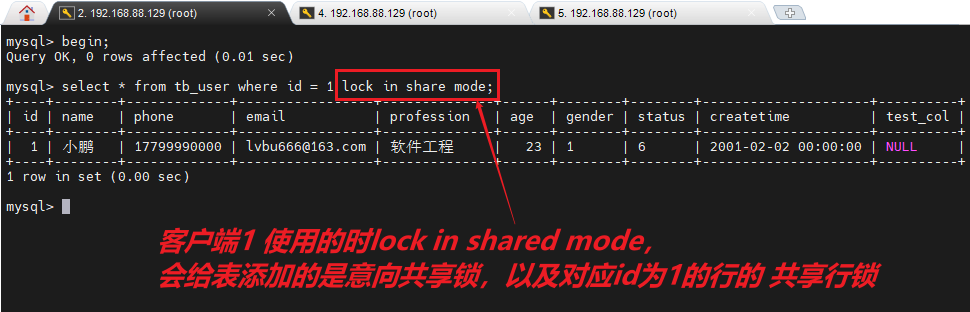 2. 192.168.88.129 (root) × 4. 192.168.88.129 (root) × 5. 192.168.88.129 (root) ×
mysql> begin;
Query OK, 0 rows affected (0.01 sec)
mysql> select * from tb_user where id = 1 lock in share mode;
+----+--------+-------------+------------------+--------------+------+--------+--------+---------------------+----------+
| id | name | phone | email | profession | age | gender | status | createtime | test_col |
+----+--------+-------------+------------------+--------------+------+--------+--------+---------------------+----------+
| 1 | 小鹏 | 17799990000 | lvbu666@163.com | 软件工程 | 23 | 1 | 6 | 2001-02-02 00:00:00 | NULL |
+----+--------+-------------+------------------+--------------+------+--------+--------+---------------------+----------+
1 row in set (0.00 sec)
mysql>
客户端1 使用的时lock in shared mode，
会给表添加的是意向共享锁，以及对应id为1的行的 共享行锁